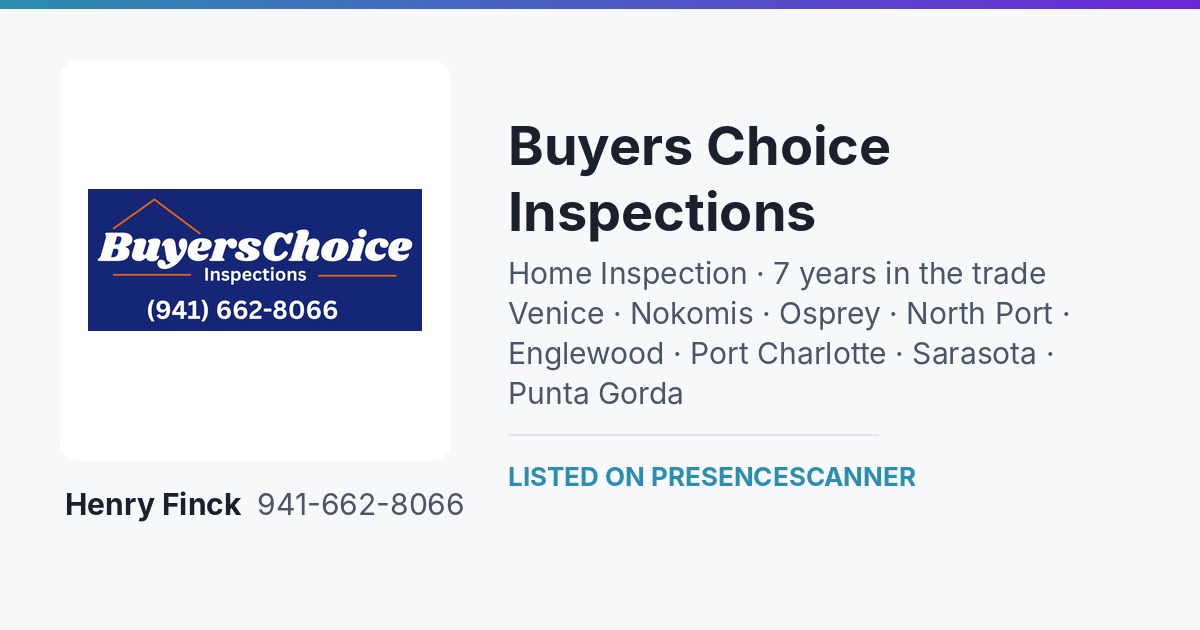 BuyersChoice
Inspections
(941) 662-8066
Henry Finck 941-662-8066
Buyers Choice
Inspections
Home Inspection · 7 years in the trade
Venice · Nokomis · Osprey · North Port ·
Englewood · Port Charlotte · Sarasota ·
Punta Gorda
LISTED ON PRESENCESCANNER